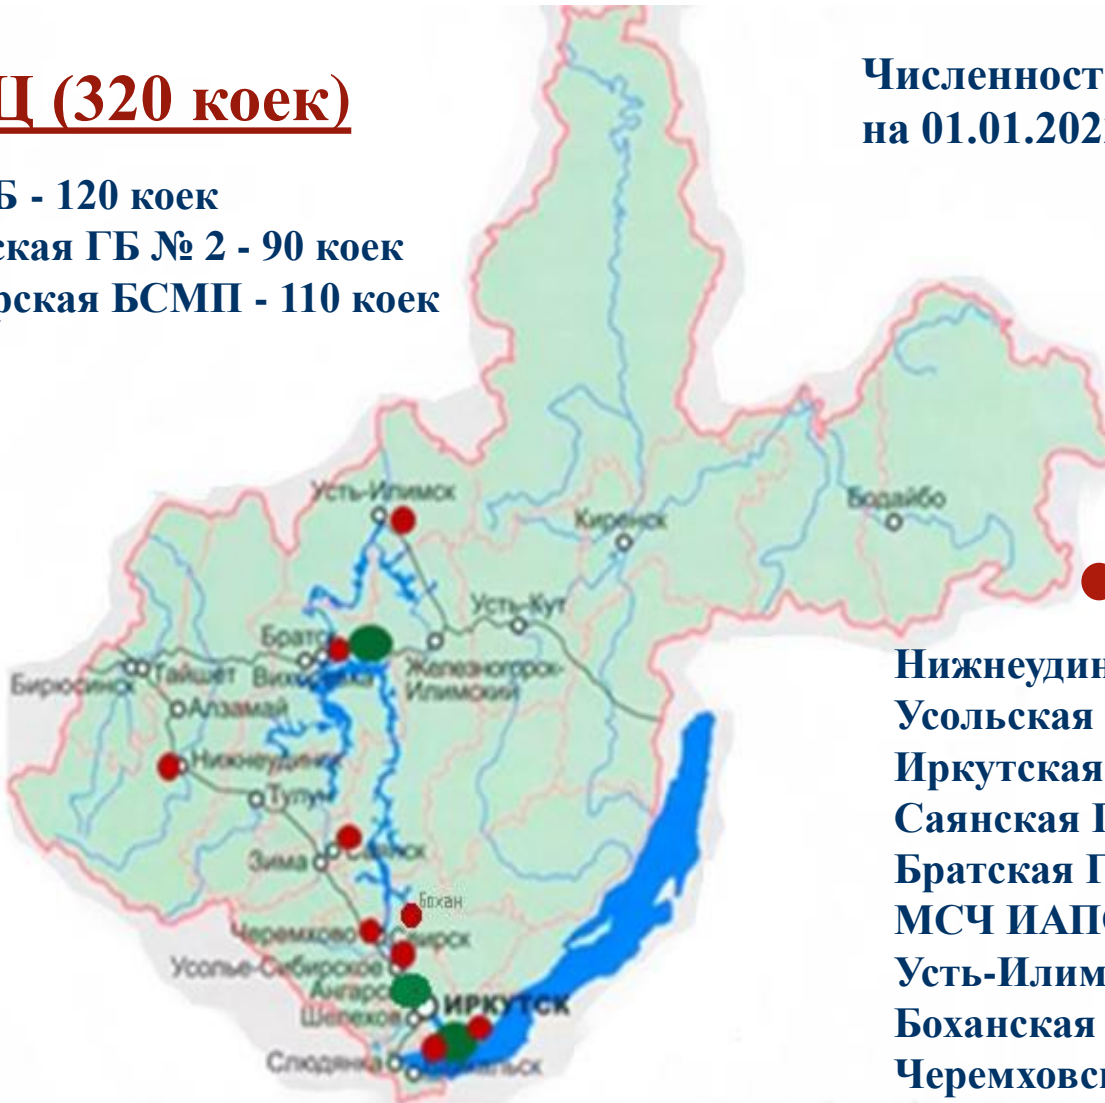 Ц (320 коек)
Б - 120 коек
ская ГБ № 2 - 90 коек
рская БСМП - 110 коек
Численност
на 01.01.202
Усть-Илимск
Киренск
Бодайбо
Усть-Кут
Братск
Железногорск-
Илимский
Вихоревка
Тайшет
Бирюсинск
Алзамай
Нижнеудинск
Тулун
Саянск
Зима
Бохан
Черемхово
Свирск
Усолье-Сибирское
Ангарск
ИРКУТСК
Шелехов
Слюдянка
Нижнеудин
Усольская
Иркутская
Саянская
Братская Г
МСЧ ИАП
Усть-Илим
Боханская
Черемховс